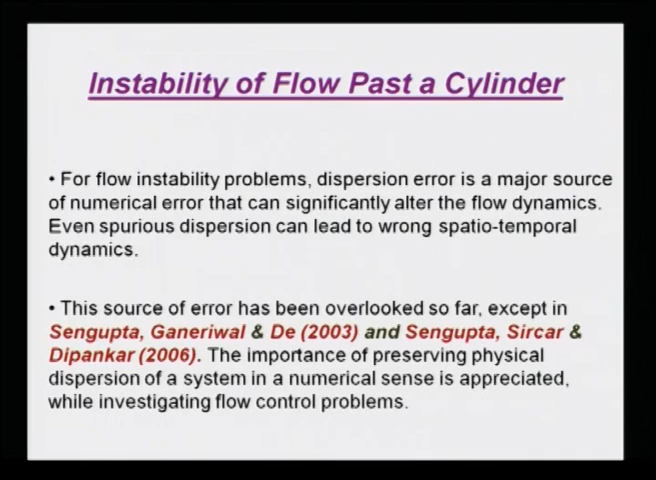 Instability of Flow Past a Cylinder
• For flow instability problems, dispersion error is a major source
of numerical error that can significantly alter the flow dynamics.
Even spurious dispersion can lead to wrong spatio-temporal
dynamics.
• This source of error has been overlooked so far, except in
Sengupta, Ganeriwal & De (2003) and Sengupta, Sircar &
Dipankar (2006). The importance of preserving physical
dispersion of a system in a numerical sense is appreciated,
while investigating flow control problems.